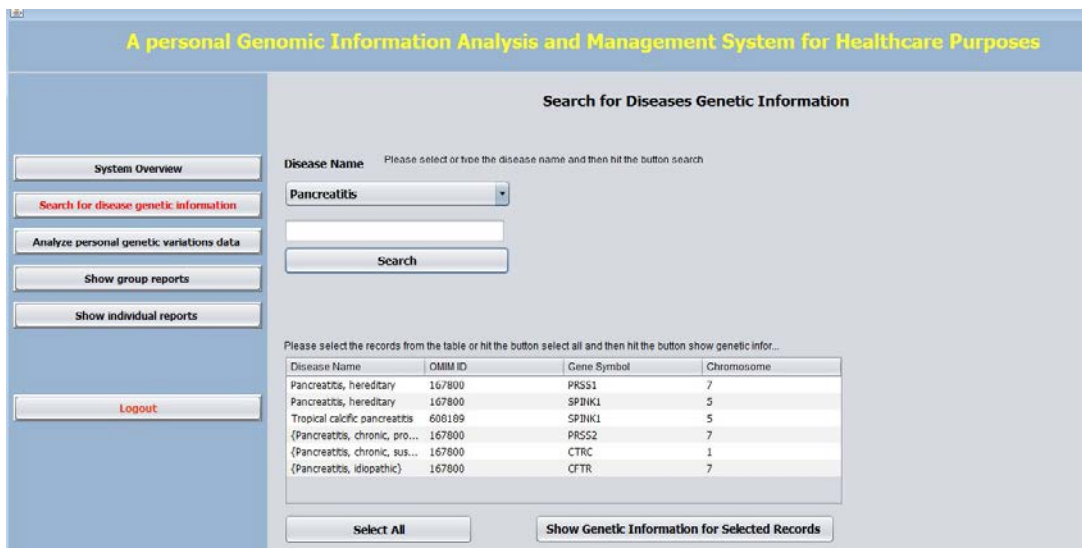 A personal Genomic Information Analysis and Management System for Healthcare Purposes
Search for Diseases Genetic Information
System Overview
Search for disease genetic information
Analyze personal genetic variations data
Show group reports
Show individual reports
Logout
Disease Name Please select or type the disease name and then hit the button search
Pancreatitis
Search
Please select the records from the table or hit the button select all and then hit the button show genetic infor...
Disease Name OMIM ID Gene Symbol Chromosome
Pancreatitis, hereditary 167800 PRSS1 7
Pancreatitis, hereditary 167800 SPINK1 5
Tropical calcific pancreatitis 608189 SPINK1 5
{Pancreatitis, chronic, pro... 167800 PRSS2 7
{Pancreatitis, chronic, sus... 167800 CTRC 1
{Pancreatitis, idiopathic} 167800 CFTR 7
Select All Show Genetic Information for Selected Records